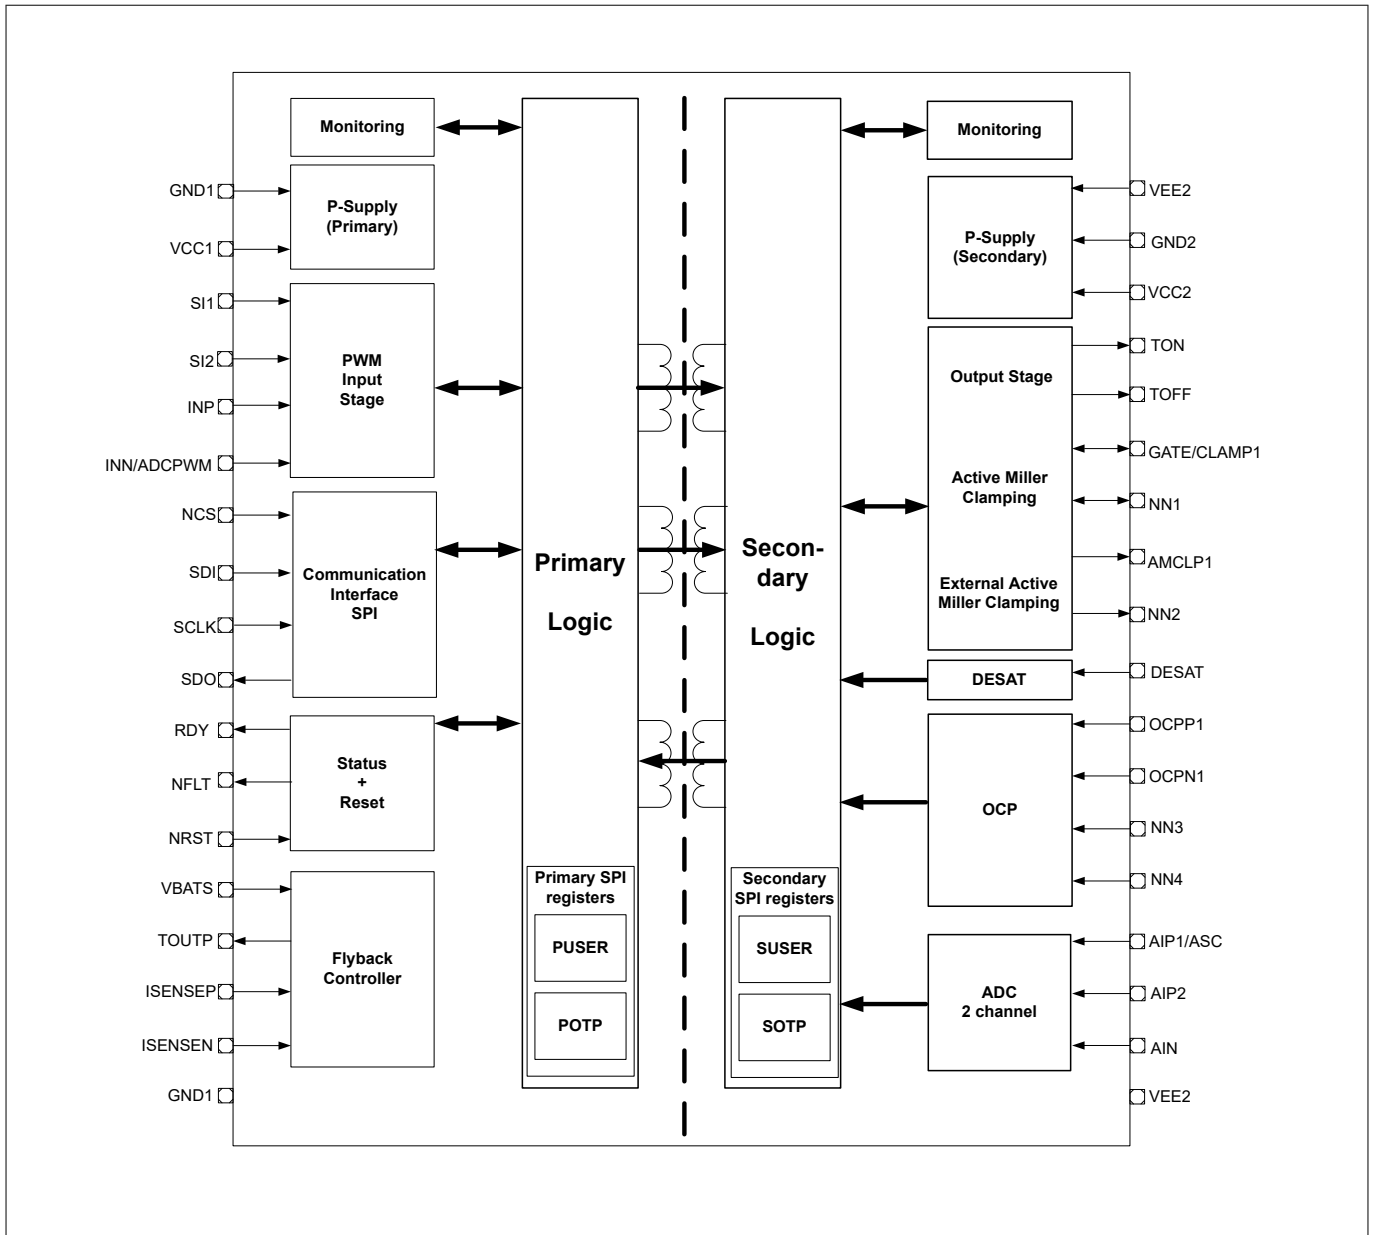 Monitoring
GND1
VCC1
P-Supply
(Primary)
SI1
SI2
INP
INN/ADCPWM
PWM
Input
Stage
NCS
SDI
SCLK
SDO
Communication
Interface
SPI
RDY
NFLT
NRST
Status
+
Reset
VBATS
TOUTP
ISENSEP
ISENSEN
GND1
Flyback
Controller
Primary
Logic
Primary SPI
registers
PUSER
POTP
Secon-
dary
Logic
Secondary
SPI registers
SUSER
SOTP
Monitoring
P-Supply
(Secondary)
VEE2
GND2
VCC2
Output Stage
Active Miller
Clamping
External Active
Miller Clamping
TON
TOFF
GATE/CLAMP1
NN1
AMCLP1
NN2
DESAT
DESAT
OCP
OCPP1
OCPN1
NN3
NN4
ADC
2 channel
AIP1/ASC
AIP2
AIN
VEE2